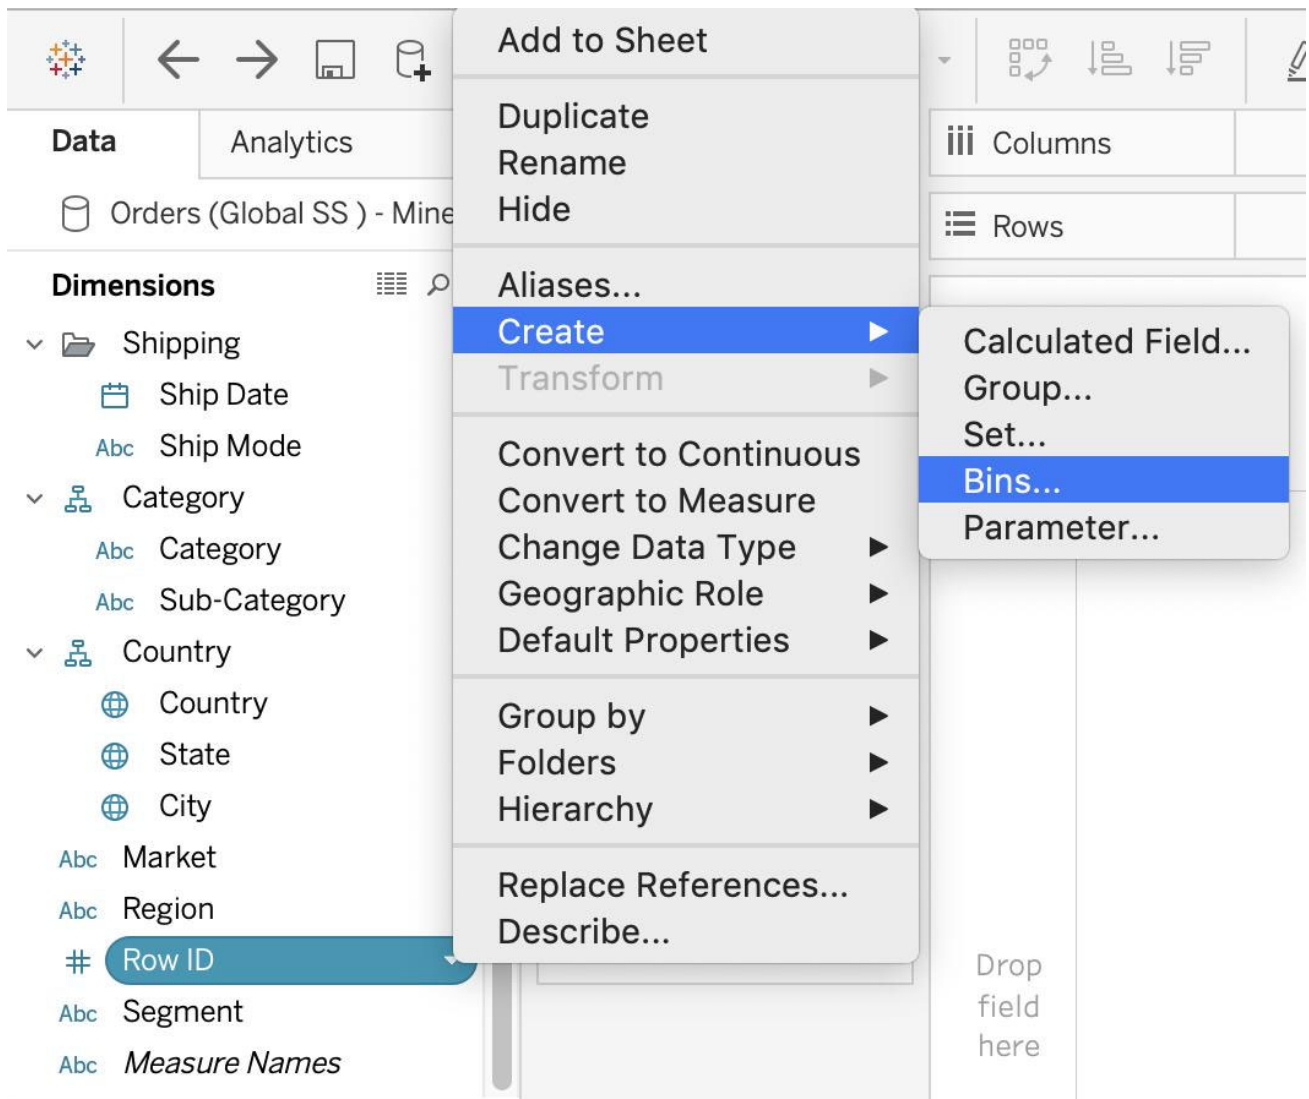 Data
Analytics
Orders (Global SS ) - Mine
Dimensions
Shipping
Ship Date
Abc Ship Mode
Category
Abc Category
Abc Sub-Category
Country
Country
State
City
Abc Market
Abc Region
# Row ID
Abc Segment
Abc Measure Names
Add to Sheet
Duplicate
Rename
Hide
Aliases...
Create
Transform
Convert to Continuous
Convert to Measure
Change Data Type
Geographic Role
Default Properties
Group by
Folders
Hierarchy
Replace References...
Describe...
Calculated Field...
Group...
Set...
Bins...
Parameter...
Columns
Rows
Drop
field
here